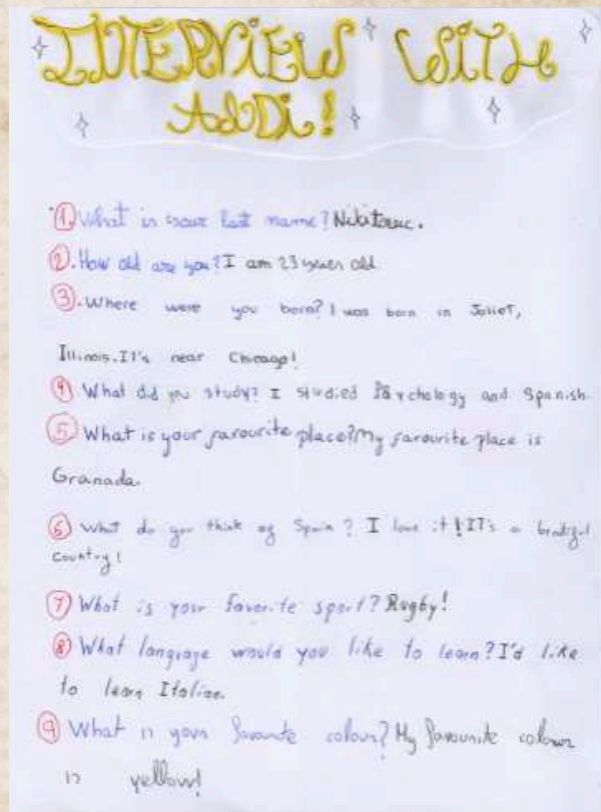 INTERVIEW WITH
ADDI!
1. What is your last name?
2. How old are you? I am 23 years old
3. Where were you born? I was born in Joliet,
Illinois. It's near Chicago!
4 What did you study? I studied Psychology and Spanish
5 What is your favourite place? My favourite place is
Granada.
6 What do you think of Spain? I love it! IT's a
country!
7 What is your favorite sport? Rugby!
8 What language would you like to learn? I'd like
to learn Italian.
9 What is your favourite colour? My favourite colour
is yellow!